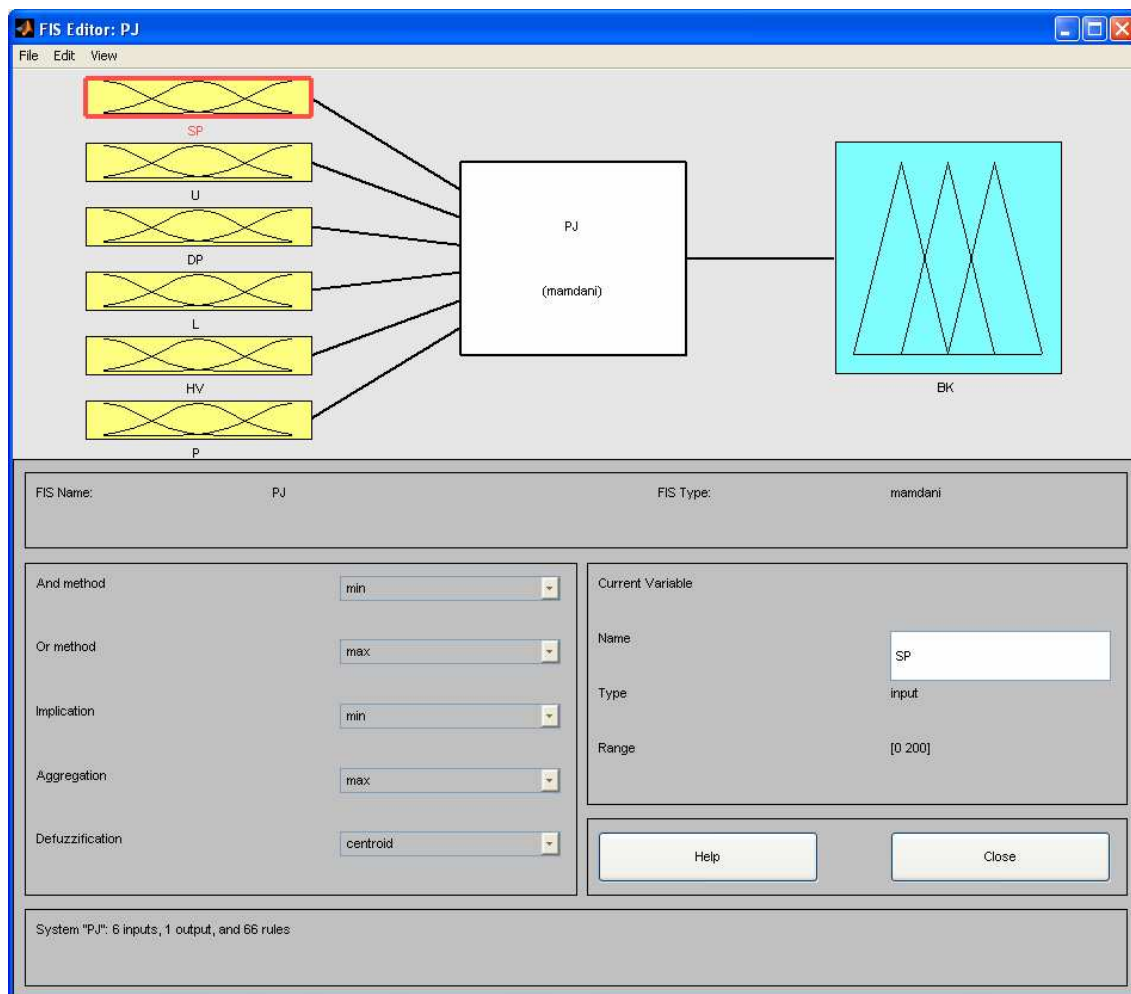 FIS Editor: PJ
File Edit View
SP
U
DP
L
HV
P
PJ
(mamdani)
BK
FIS Name: PJ FIS Type: mamdani
And method min
Or method max
Implication min
Aggregation max
Defuzzification centroid
Current Variable
Name SP
Type input
Range [0 200]
Help Close
System "PJ": 6 inputs, 1 output, and 66 rules